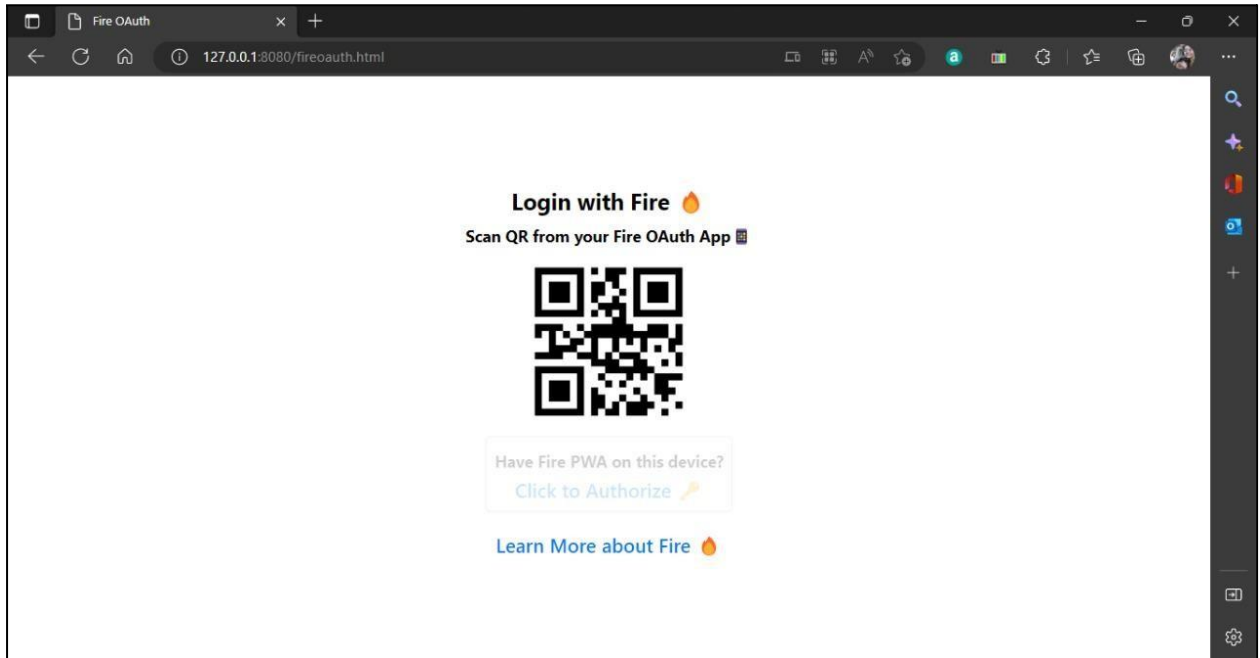 Fire OAuth
127.0.0.1:8080/fireoauth.html
Login with Fire 🔥
Scan QR from your Fire OAuth App 📱
Have Fire PWA on this device?
Click to Authorize 🔑
Learn More about Fire 🔥